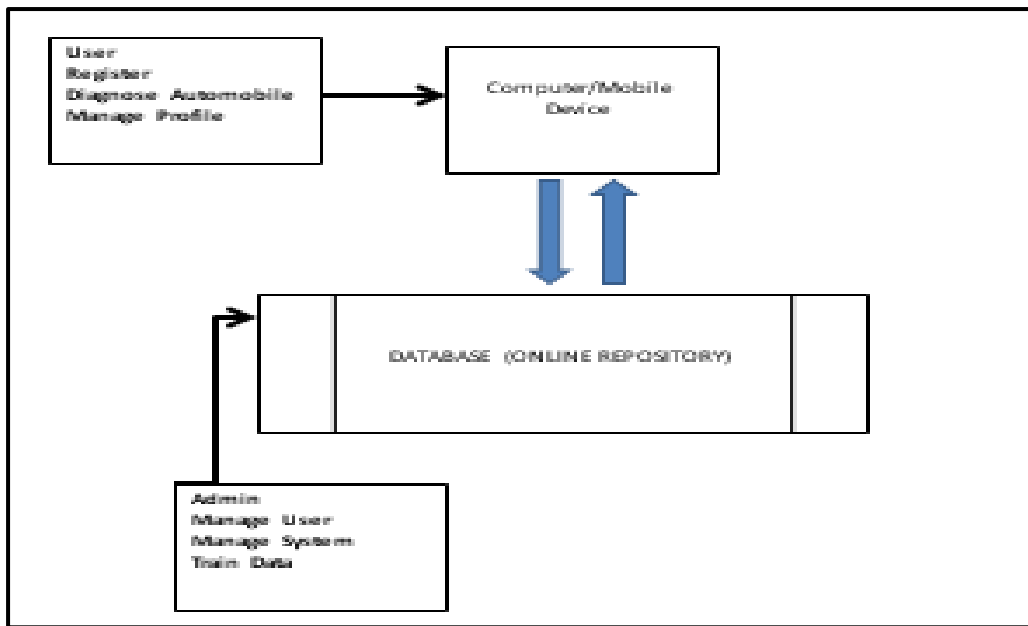 User
Register
Diagnose Automobile
Manage Profile
Computer/Mobile
Device
DATABASE (ONLINE REPOSITORY)
Admin
Manage User
Manage System
Train Data